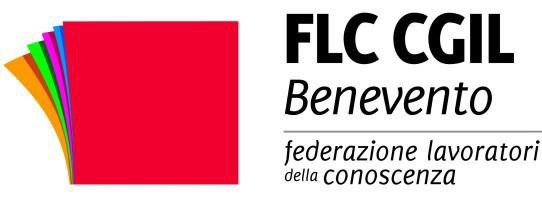 FLC CGIL
Benevento
federazione lavoratori
della conoscenza